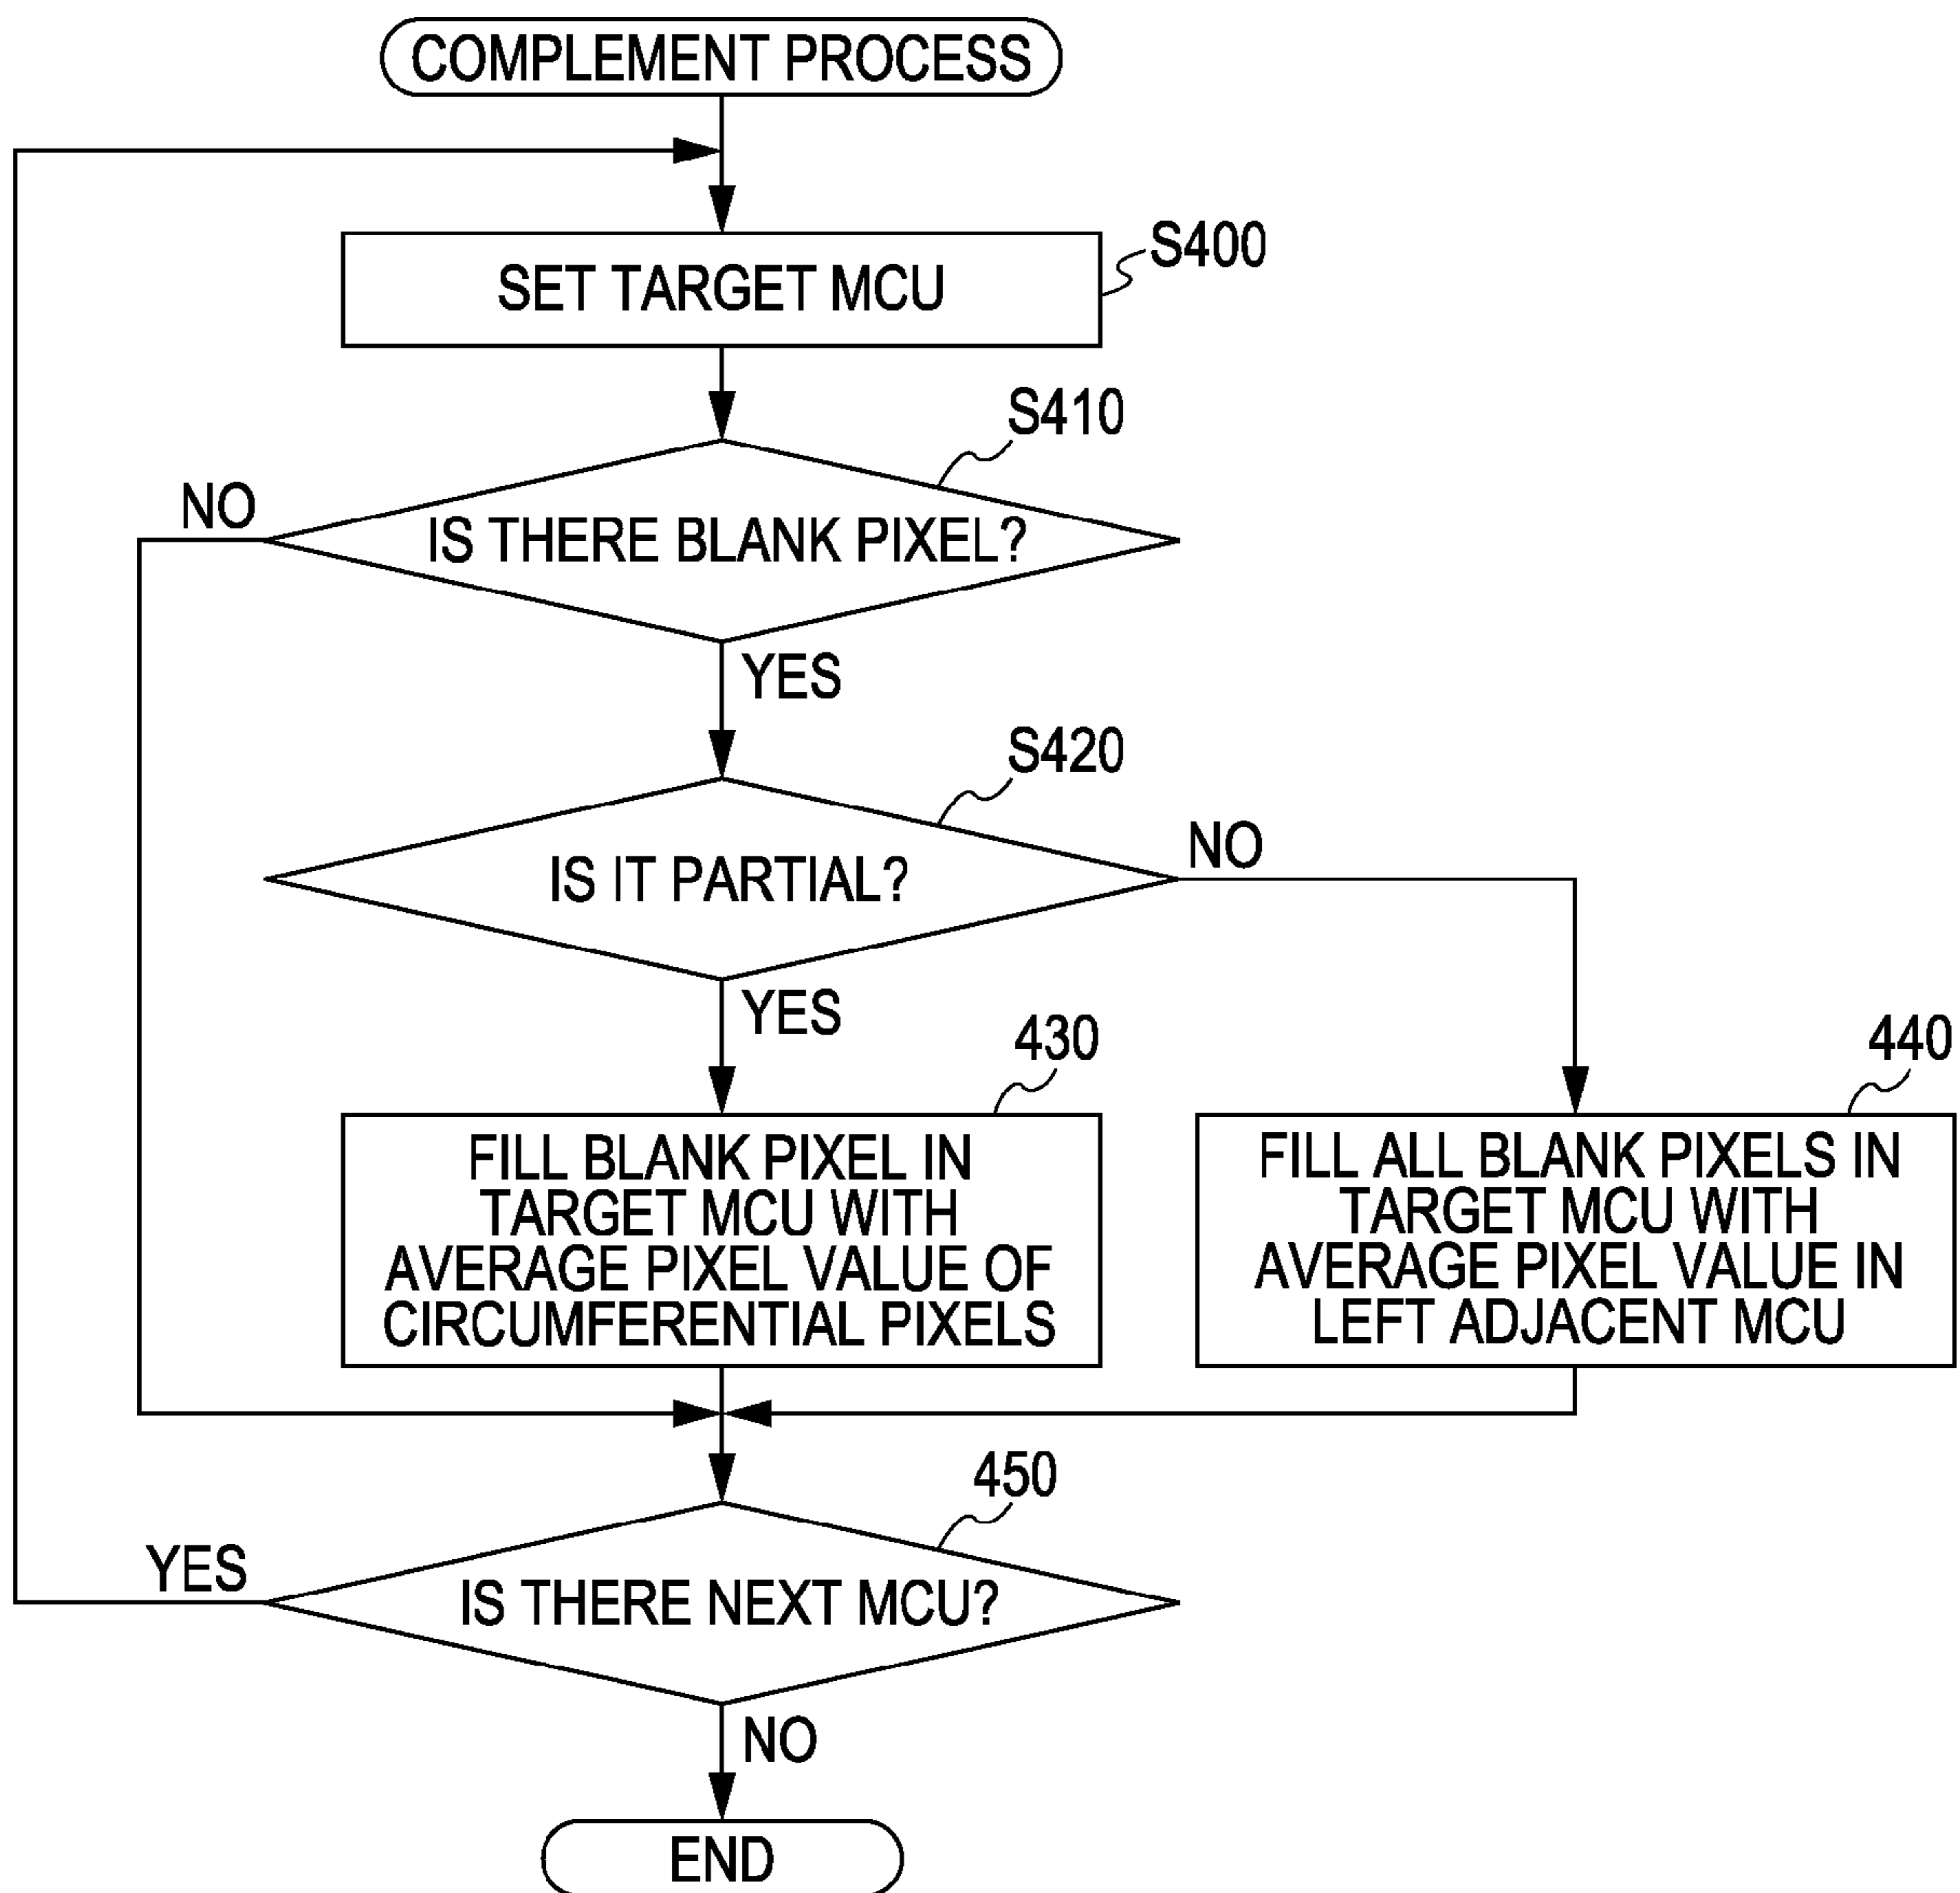 COMPLEMENT PROCESS
S400
SET TARGET MCU
S410
NO
IS THERE BLANK PIXEL?
YES
S420
NO
IS IT PARTIAL?
YES
430
440
FILL BLANK PIXEL IN
TARGET MCU WITH
AVERAGE PIXEL VALUE OF
CIRCUMFERENTIAL PIXELS
FILL ALL BLANK PIXELS IN
TARGET MCU WITH
AVERAGE PIXEL VALUE IN
LEFT ADJACENT MCU
450
YES
IS THERE NEXT MCU?
NO
END